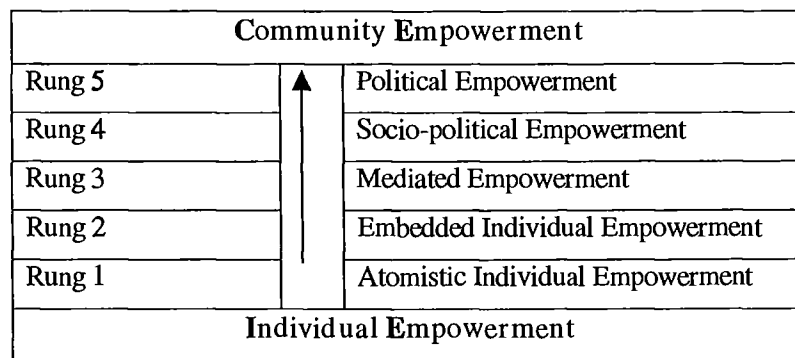 Community Empowerment
Rung 5 Political Empowerment
Rung 4 Socio-political Empowerment
Rung 3 Mediated Empowerment
Rung 2 Embedded Individual Empowerment
Rung 1 Atomistic Individual Empowerment
Individual Empowerment